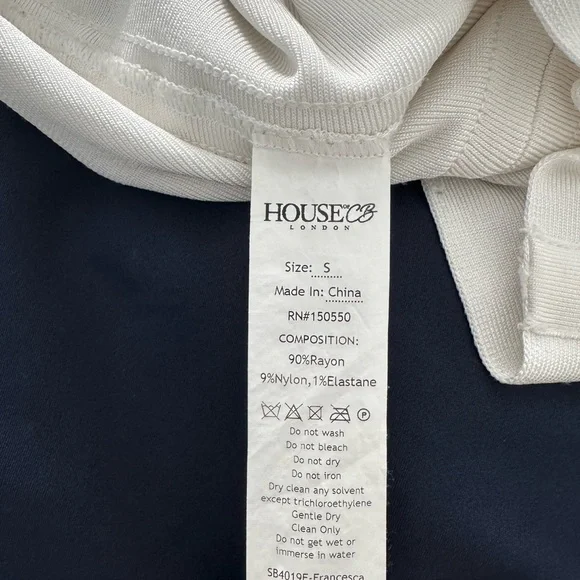 HOUSE OF CB
LONDON
Size: S
Made In: China
RN#150550
COMPOSITION:
90%Rayon
9%Nylon,1%Elastane
P
Do not wash
Do not bleach
Do not dry
Do not iron
Dry clean any solvent
except trichloroethylene
Gentle Dry
Clean Only
Do not get wet or
immerse in water
SB4019E-Francesca